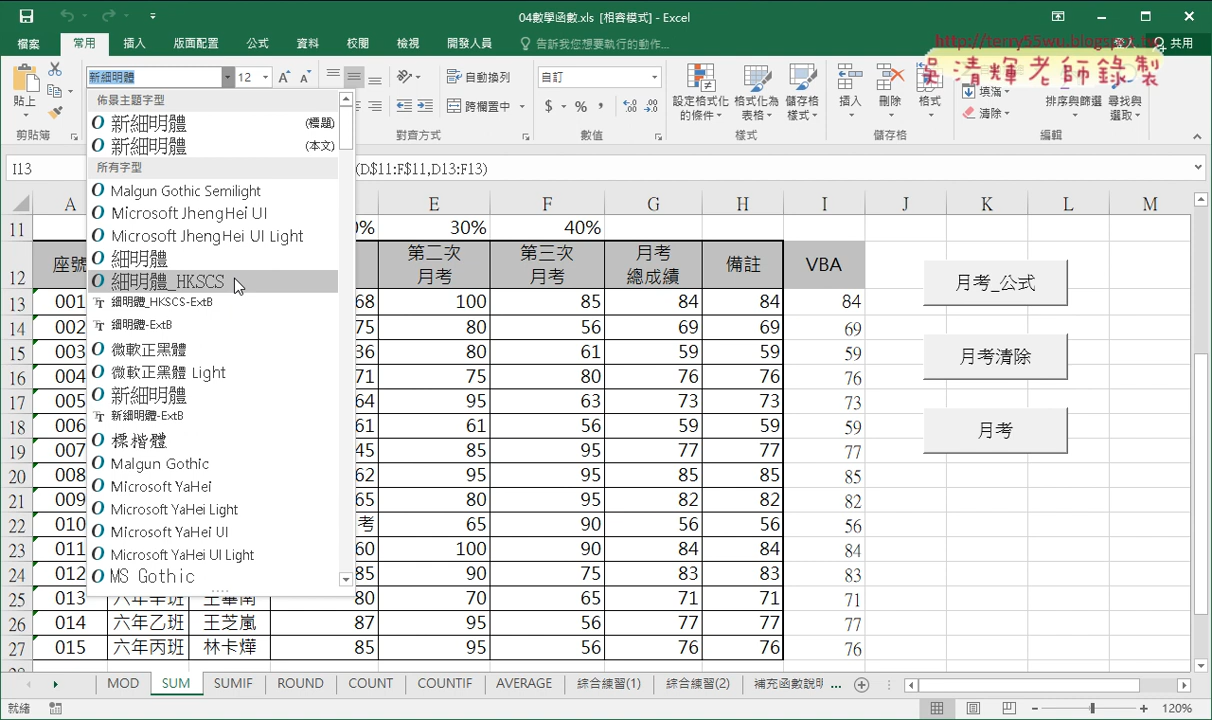 04數學函數.xls [相容模式] - Excel
檔案 常用 插入 版面配置 公式 資料 校閱 檢視 開發人員 告訴我您想要執行的動作... 登入 共用
http://terry55wu.blogspot.tw
吳清輝老師錄製
貼上 新細明體 12 自動換列 自訂 設定格式化的條件 格式化為表格 儲存格樣式 插入 刪除 格式 填滿 排序與篩選 尋找與選取
跨欄置中 $ % , 清除
剪貼簿 對齊方式 數值 樣式 儲存格 編輯
佈景主題字型
新細明體 (標題)
新細明體 (本文)
所有字型
Malgun Gothic Semilight
Microsoft JhengHei UI
Microsoft JhengHei UI Light
細明體
細明體_HKSCS
細明體_HKSCS-ExtB
細明體-ExtB
微軟正黑體
微軟正黑體 Light
新細明體
新細明體-ExtB
標楷體
Malgun Gothic
Microsoft YaHei
Microsoft YaHei Light
Microsoft YaHei UI
Microsoft YaHei UI Light
MS Gothic
I13 (D$11:F$11,D13:F13)
A E F G H I J K L M
11 0% 30% 40%
12 座號 第二次月考 第三次月考 月考總成績 備註 VBA
13 001 68 100 85 84 84 84
14 002 75 80 56 69 69 69
15 003 36 80 61 59 59 59
16 004 71 75 80 76 76 76
17 005 64 95 63 73 73 73
18 006 61 61 56 59 59 59
19 007 45 85 95 77 77 77
20 008 62 95 95 85 85 85
21 009 65 80 95 82 82 82
22 010 考 65 90 56 56 56
23 011 60 100 90 84 84 84
24 012 85 90 75 83 83 83
25 013 六年辛班 王華南 80 70 65 71 71 71
26 014 六年乙班 王芝嵐 87 95 56 77 77 77
27 015 六年丙班 林卡燁 85 95 56 76 76 76
月考_公式
月考清除
月考
MOD SUM SUMIF ROUND COUNT COUNTIF AVERAGE 綜合練習(1) 綜合練習(2) 補充函數說明 ...
就緒 120%